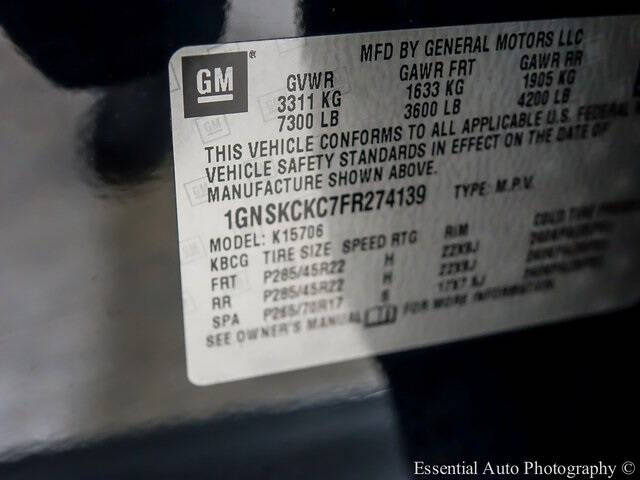 GM
MFD BY GENERAL MOTORS LLC
GVWR GAWR FRT GAWR RR
3311 KG 1633 KG 1905 KG
7300 LB 3600 LB 4200 LB
THIS VEHICLE CONFORMS TO ALL APPLICABLE U.S. FEDERAL
VEHICLE SAFETY STANDARDS IN EFFECT ON THE DATE OF
MANUFACTURE SHOWN ABOVE.
1GNSKCKC7FR274139 TYPE: M.P.V.
MODEL: K15706
KBCG TIRE SIZE SPEED RTG RIM COLD TIRE
FRT P285/45R22 H 22X9J
RR P285/45R22 H 22X9J
SPA P265/70R17 S 17X7.5J
SEE OWNER'S MANUAL FOR MORE INFORMATION.
Essential Auto Photography (c)